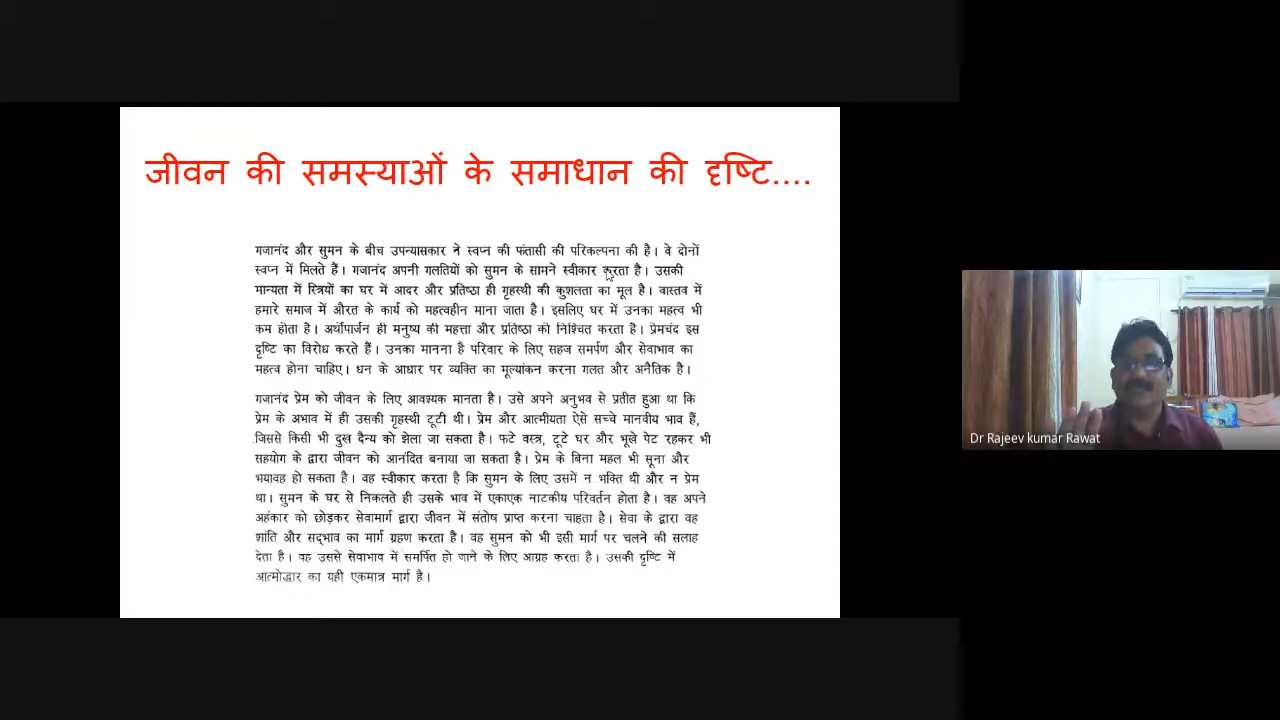 जीवन की समस्याओं के समाधान की दृष्टि....
गजानंद और सुमन के बीच उपन्यासकार ने स्वप्न की फंतासी की परिकल्पना की है। वे दोनों
स्वप्न में मिलते हैं। गजानंद अपनी गलतियों को सुमन के सामने स्वीकार करता है। उसकी
मान्यता में स्त्रियों का घर में आदर और प्रतिष्ठा ही गृहस्थी की कुशलता का मूल है। वास्तव में
हमारे समाज में औरत के कार्य को महत्वहीन माना जाता है। इसलिए घर में उनका महत्व भी
कम होता है। अर्थोपार्जन ही मनुष्य की महत्ता और प्रतिष्ठा को निश्चित करता है। प्रेमचंद इस
दृष्टि का विरोध करते हैं। उनका मानना है परिवार के लिए सहज समर्पण और सेवाभाव का
महत्व होना चाहिए। धन के आधार पर व्यक्ति का मूल्यांकन करना गलत और अनैतिक है।
गजानंद प्रेम को जीवन के लिए आवश्यक मानता है। उसे अपने अनुभव से प्रतीत हुआ था कि
प्रेम के अभाव में ही उसकी गृहस्थी टूटी थी। प्रेम और आत्मीयता ऐसे सच्चे मानवीय भाव हैं,
जिससे किसी भी दुख दैन्य को झेला जा सकता है। फटे वस्त्र, टूटे घर और भूखे पेट रहकर भी
सहयोग के द्वारा जीवन को आनंदित बनाया जा सकता है। प्रेम के बिना महल भी सूना और
भयावह हो सकता है। वह स्वीकार करता है कि सुमन के लिए उसमें न भक्ति थी और न प्रेम
था। सुमन के घर से निकलते ही उसके भाव में एकाएक नाटकीय परिवर्तन होता है। वह अपने
अहंकार को छोड़कर सेवामार्ग द्वारा जीवन में संतोष प्राप्त करना चाहता है। सेवा के द्वारा वह
शांति और सद्भाव का मार्ग ग्रहण करता है। वह सुमन को भी इसी मार्ग पर चलने की सलाह
देता है। वह उससे सेवाभाव में समर्पित हो जाने के लिए आग्रह करता है। उसकी दृष्टि में
आत्मोद्धार का यही एकमात्र मार्ग है।
Dr Rajeev kumar Rawat